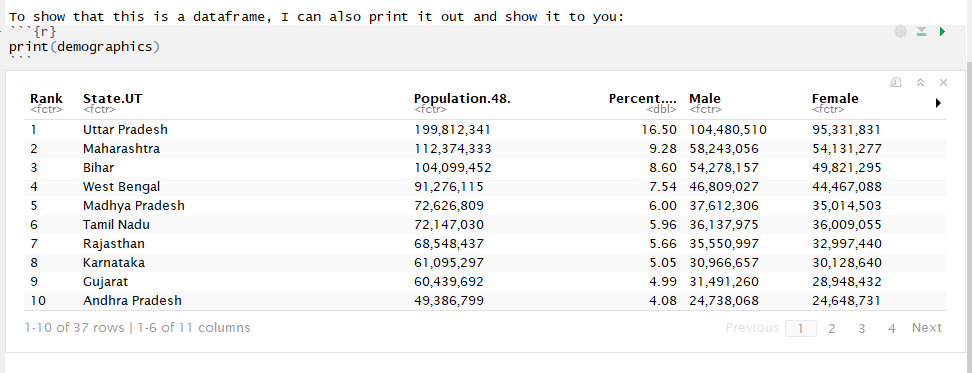 To show that this is a dataframe, I can also print it out and show it to you:
```{r}
print(demographics)
```
Rank State.UT Population.48. Percent.... Male Female
<fctr> <fctr> <fctr> <dbl> <fctr> <fctr>
1 Uttar Pradesh 199,812,341 16.50 104,480,510 95,331,831
2 Maharashtra 112,374,333 9.28 58,243,056 54,131,277
3 Bihar 104,099,452 8.60 54,278,157 49,821,295
4 West Bengal 91,276,115 7.54 46,809,027 44,467,088
5 Madhya Pradesh 72,626,809 6.00 37,612,306 35,014,503
6 Tamil Nadu 72,147,030 5.96 36,137,975 36,009,055
7 Rajasthan 68,548,437 5.66 35,550,997 32,997,440
8 Karnataka 61,095,297 5.05 30,966,657 30,128,640
9 Gujarat 60,439,692 4.99 31,491,260 28,948,432
10 Andhra Pradesh 49,386,799 4.08 24,738,068 24,648,731
1-10 of 37 rows | 1-6 of 11 columns Previous 1 2 3 4 Next